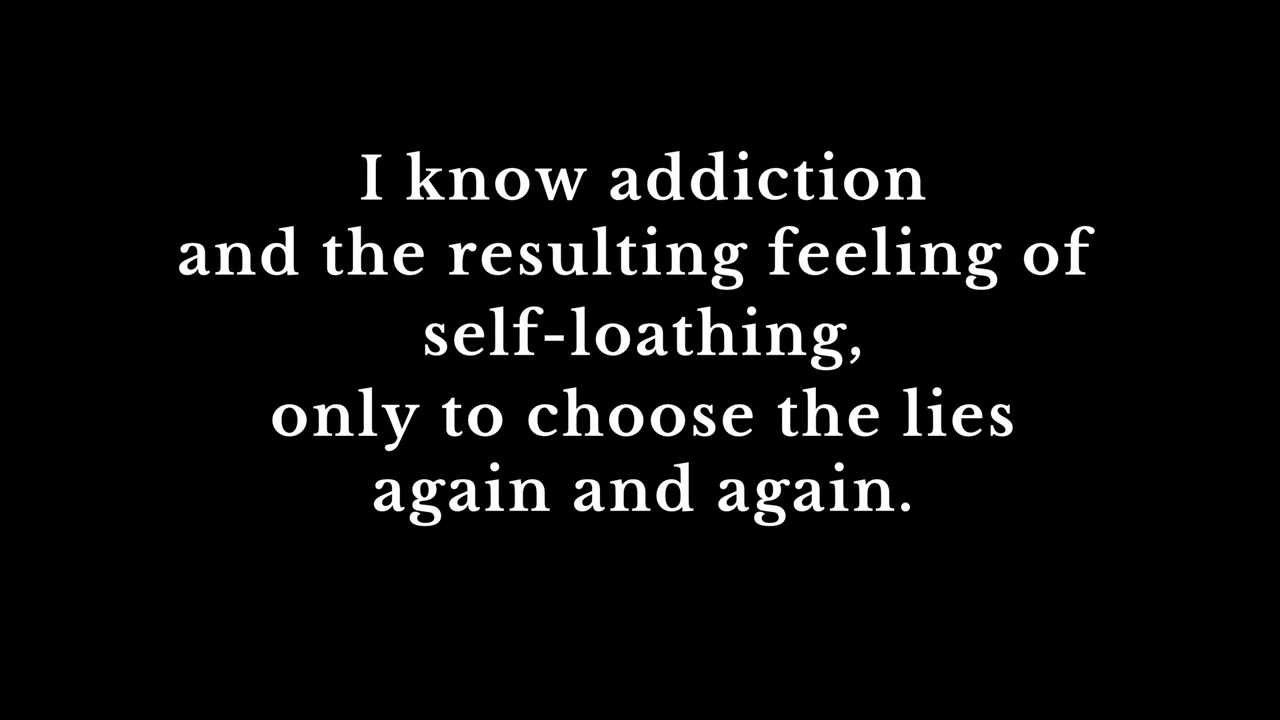 I know addiction
and the resulting feeling of
self-loathing,
only to choose the lies
again and again.